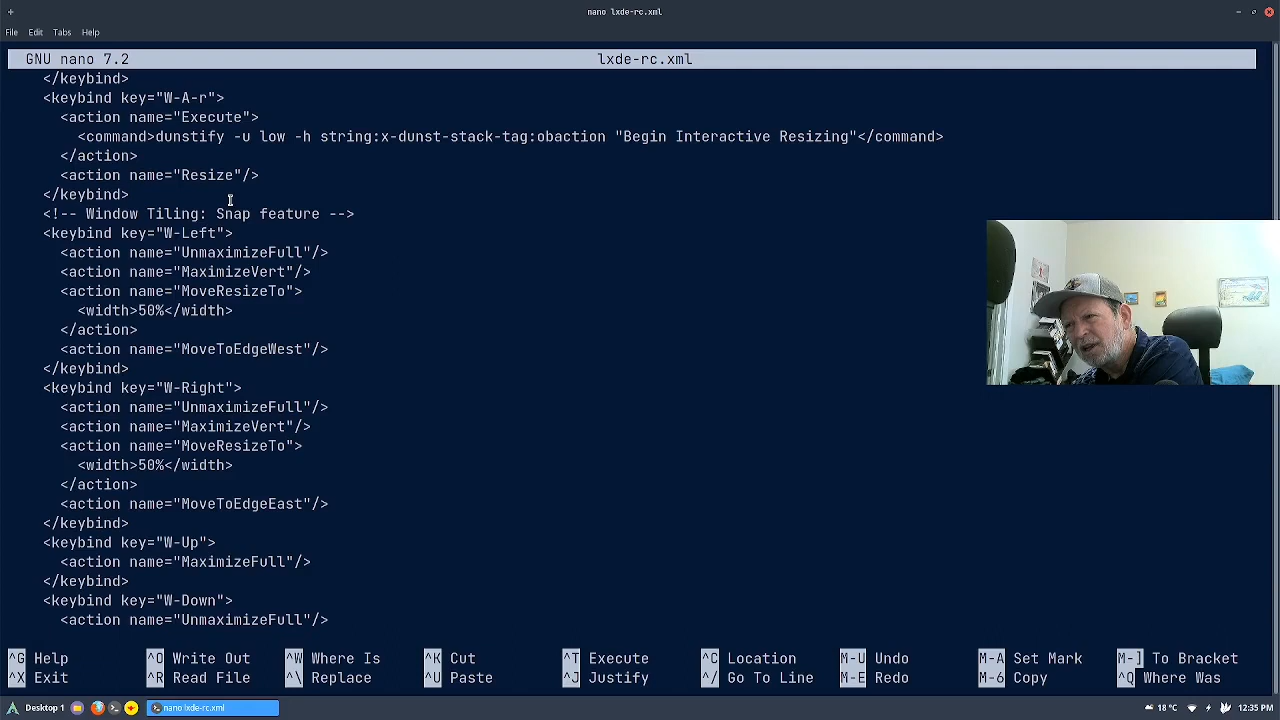 nano lxde-rc.xml
File Edit Tabs Help
GNU nano 7.2 lxde-rc.xml
</keybind>
<keybind key="W-A-r">
<action name="Execute">
<command>dunstify -u low -h string:x-dunst-stack-tag:obaction "Begin Interactive Resizing"</command>
</action>
<action name="Resize"/>
</keybind>
<!-- Window Tiling: Snap feature -->
<keybind key="W-Left">
<action name="UnmaximizeFull"/>
<action name="MaximizeVert"/>
<action name="MoveResizeTo">
<width>50%</width>
</action>
<action name="MoveToEdgeWest"/>
</keybind>
<keybind key="W-Right">
<action name="UnmaximizeFull"/>
<action name="MaximizeVert"/>
<action name="MoveResizeTo">
<width>50%</width>
</action>
<action name="MoveToEdgeEast"/>
</keybind>
<keybind key="W-Up">
<action name="MaximizeFull"/>
</keybind>
<keybind key="W-Down">
<action name="UnmaximizeFull"/>
^G Help ^O Write Out ^W Where Is ^K Cut ^T Execute ^C Location M-U Undo M-A Set Mark M-] To Bracket
^X Exit ^R Read File ^\ Replace ^U Paste ^J Justify ^/ Go To Line M-E Redo M-6 Copy ^Q Where Was
Desktop 1 nano lxde-rc.xml 18 °C 12:35 PM